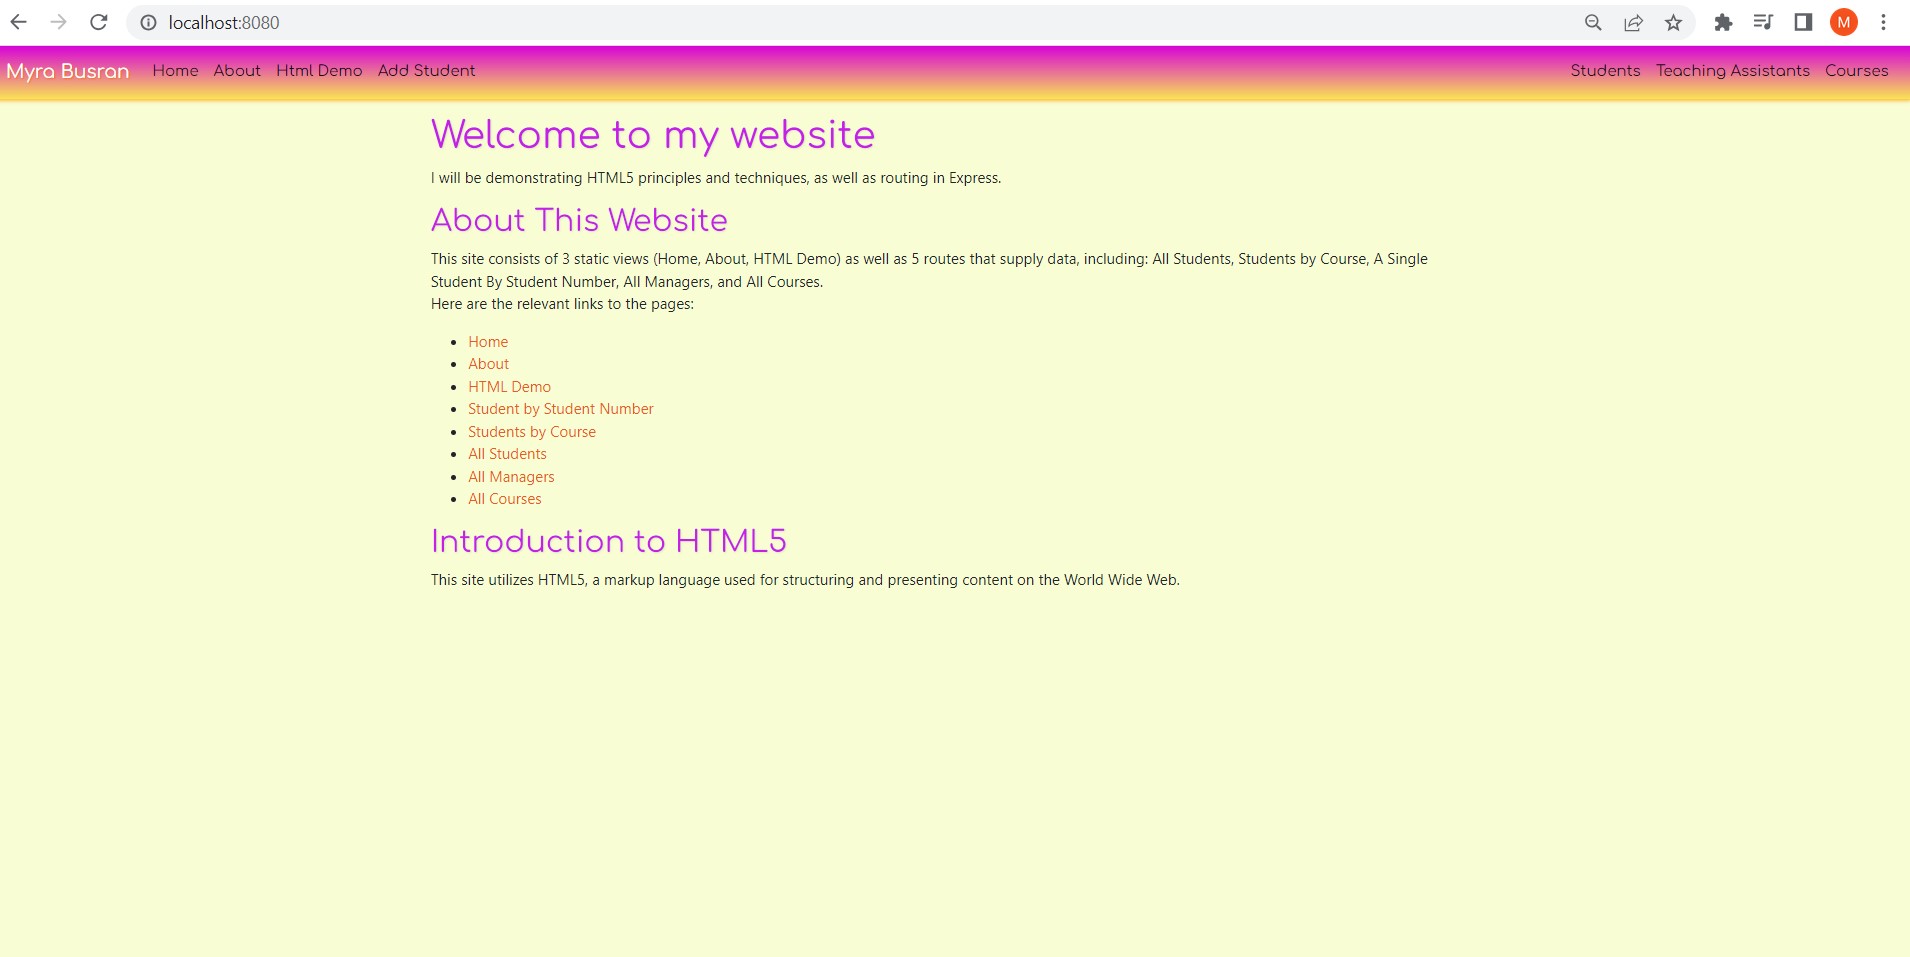 localhost:8080
M
Myra Busran Home About Html Demo Add Student Students Teaching Assistants Courses
Welcome to my website
I will be demonstrating HTML5 principles and techniques, as well as routing in Express.
About This Website
This site consists of 3 static views (Home, About, HTML Demo) as well as 5 routes that supply data, including: All Students, Students by Course, A Single
Student By Student Number, All Managers, and All Courses.
Here are the relevant links to the pages:
Home
About
HTML Demo
Student by Student Number
Students by Course
All Students
All Managers
All Courses
Introduction to HTML5
This site utilizes HTML5, a markup language used for structuring and presenting content on the World Wide Web.